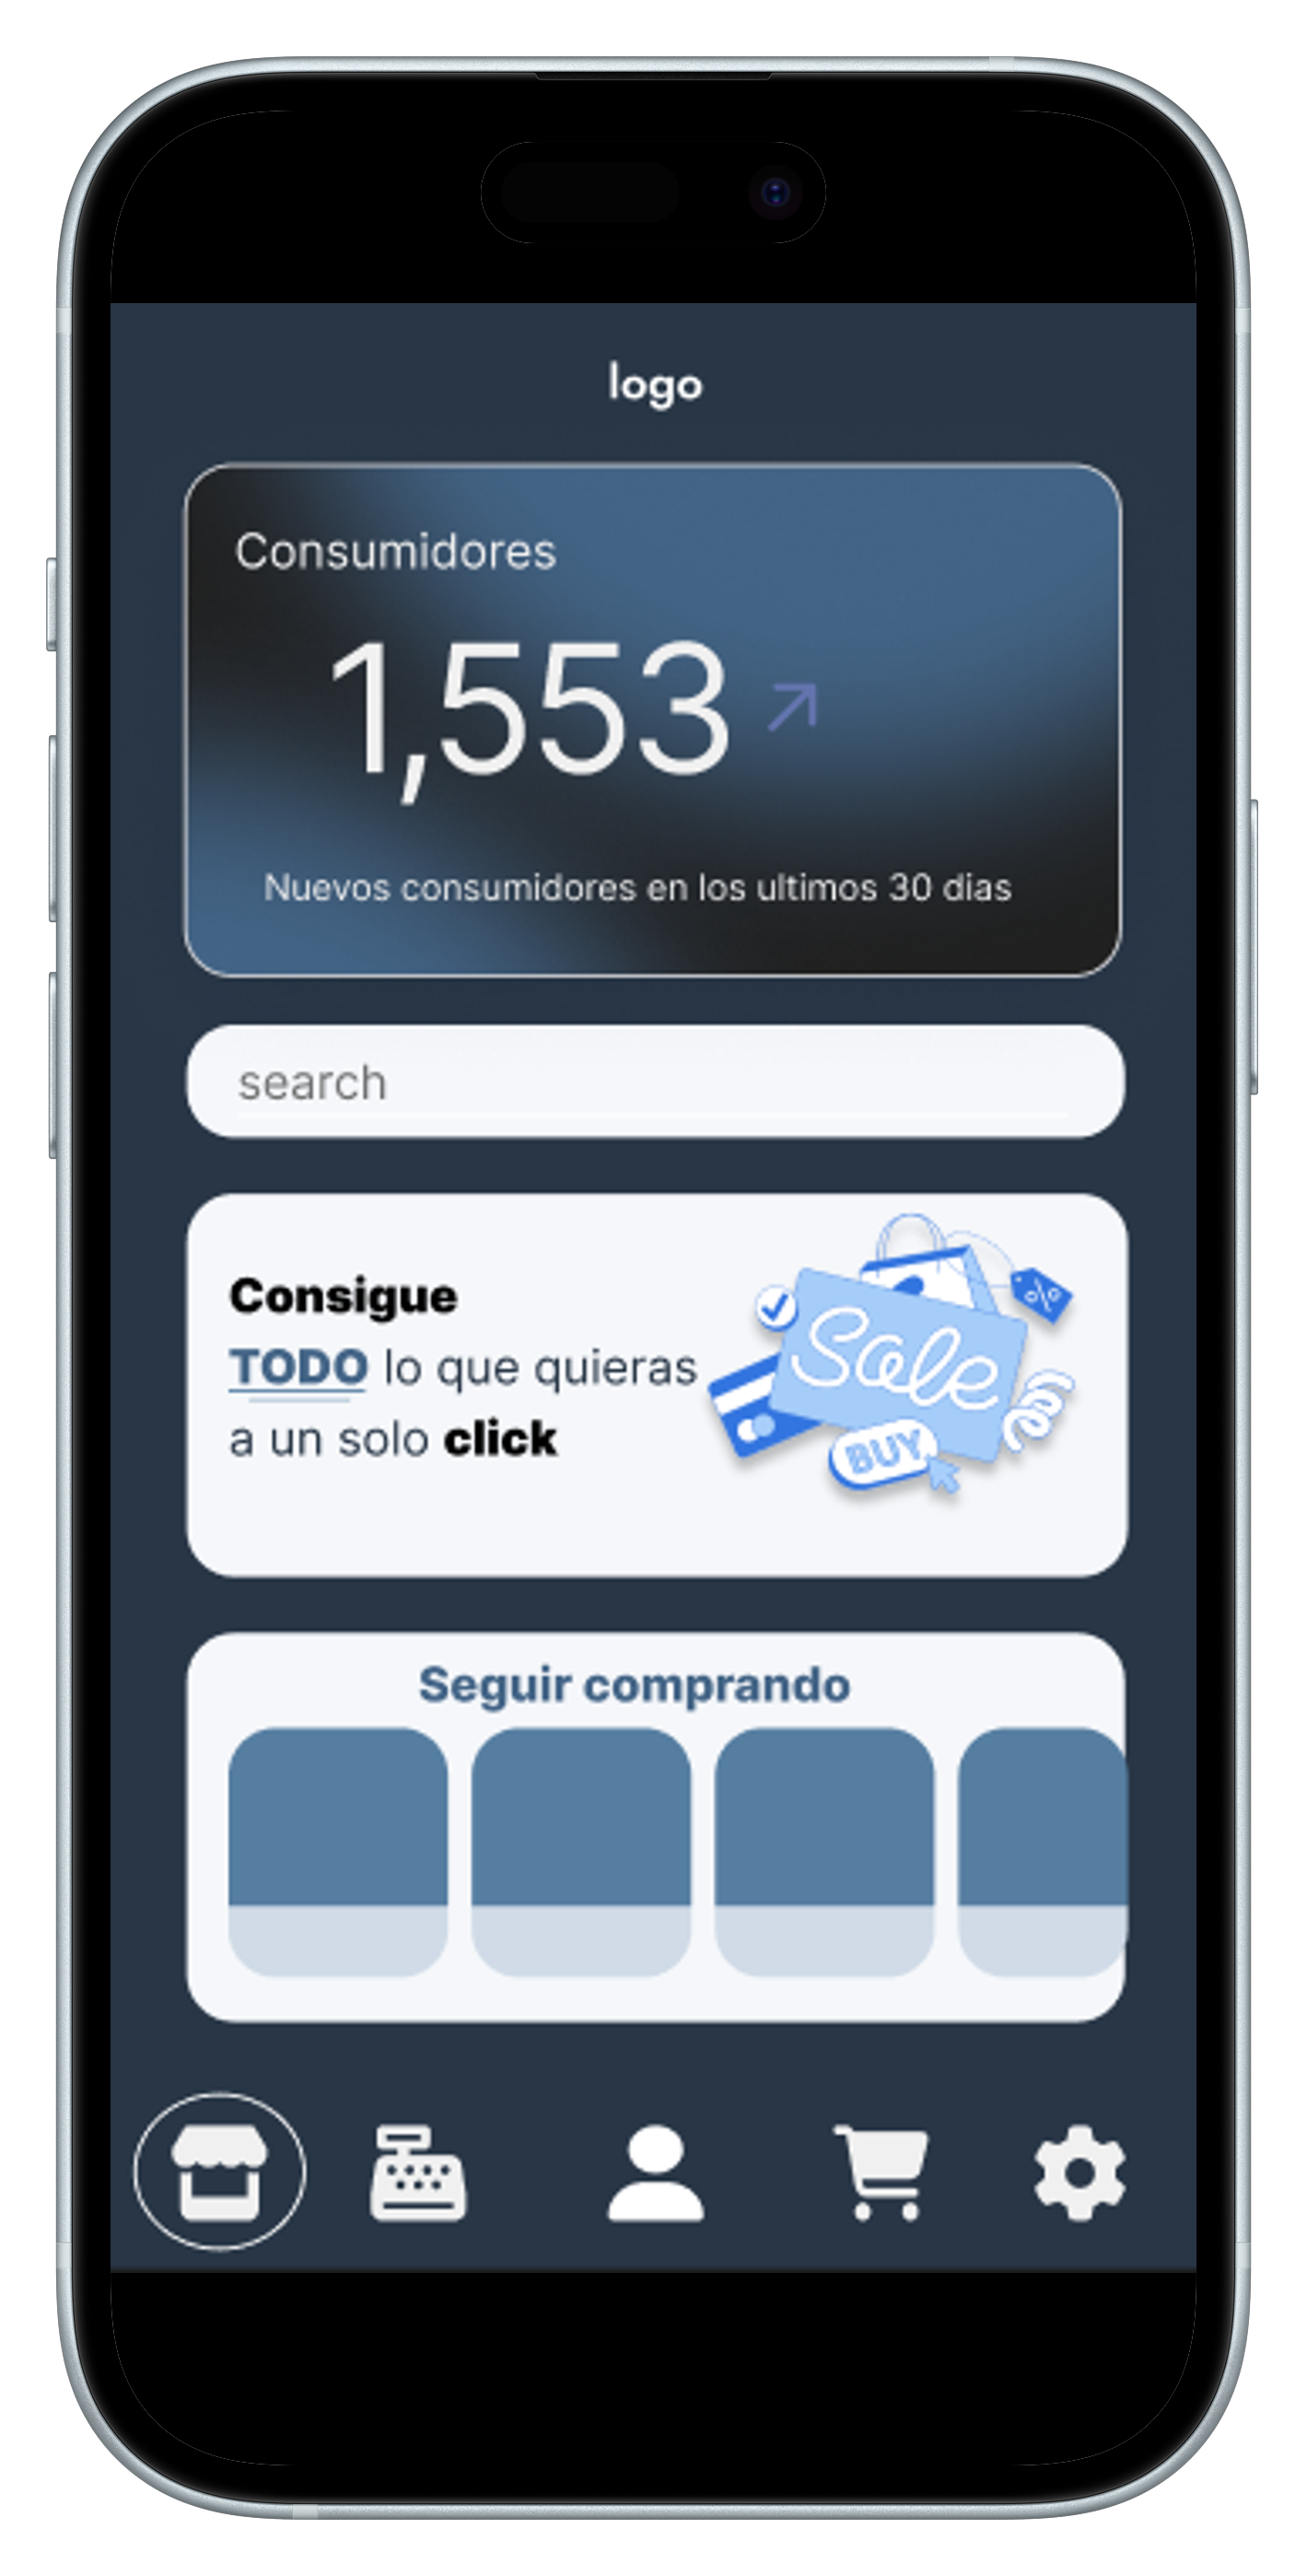 logo
Consumidores
1,553
Nuevos consumidores en los ultimos 30 dias
search
Consigue
TODO lo que quieras
a un solo click
%
Sale
BUY
Seguir comprando